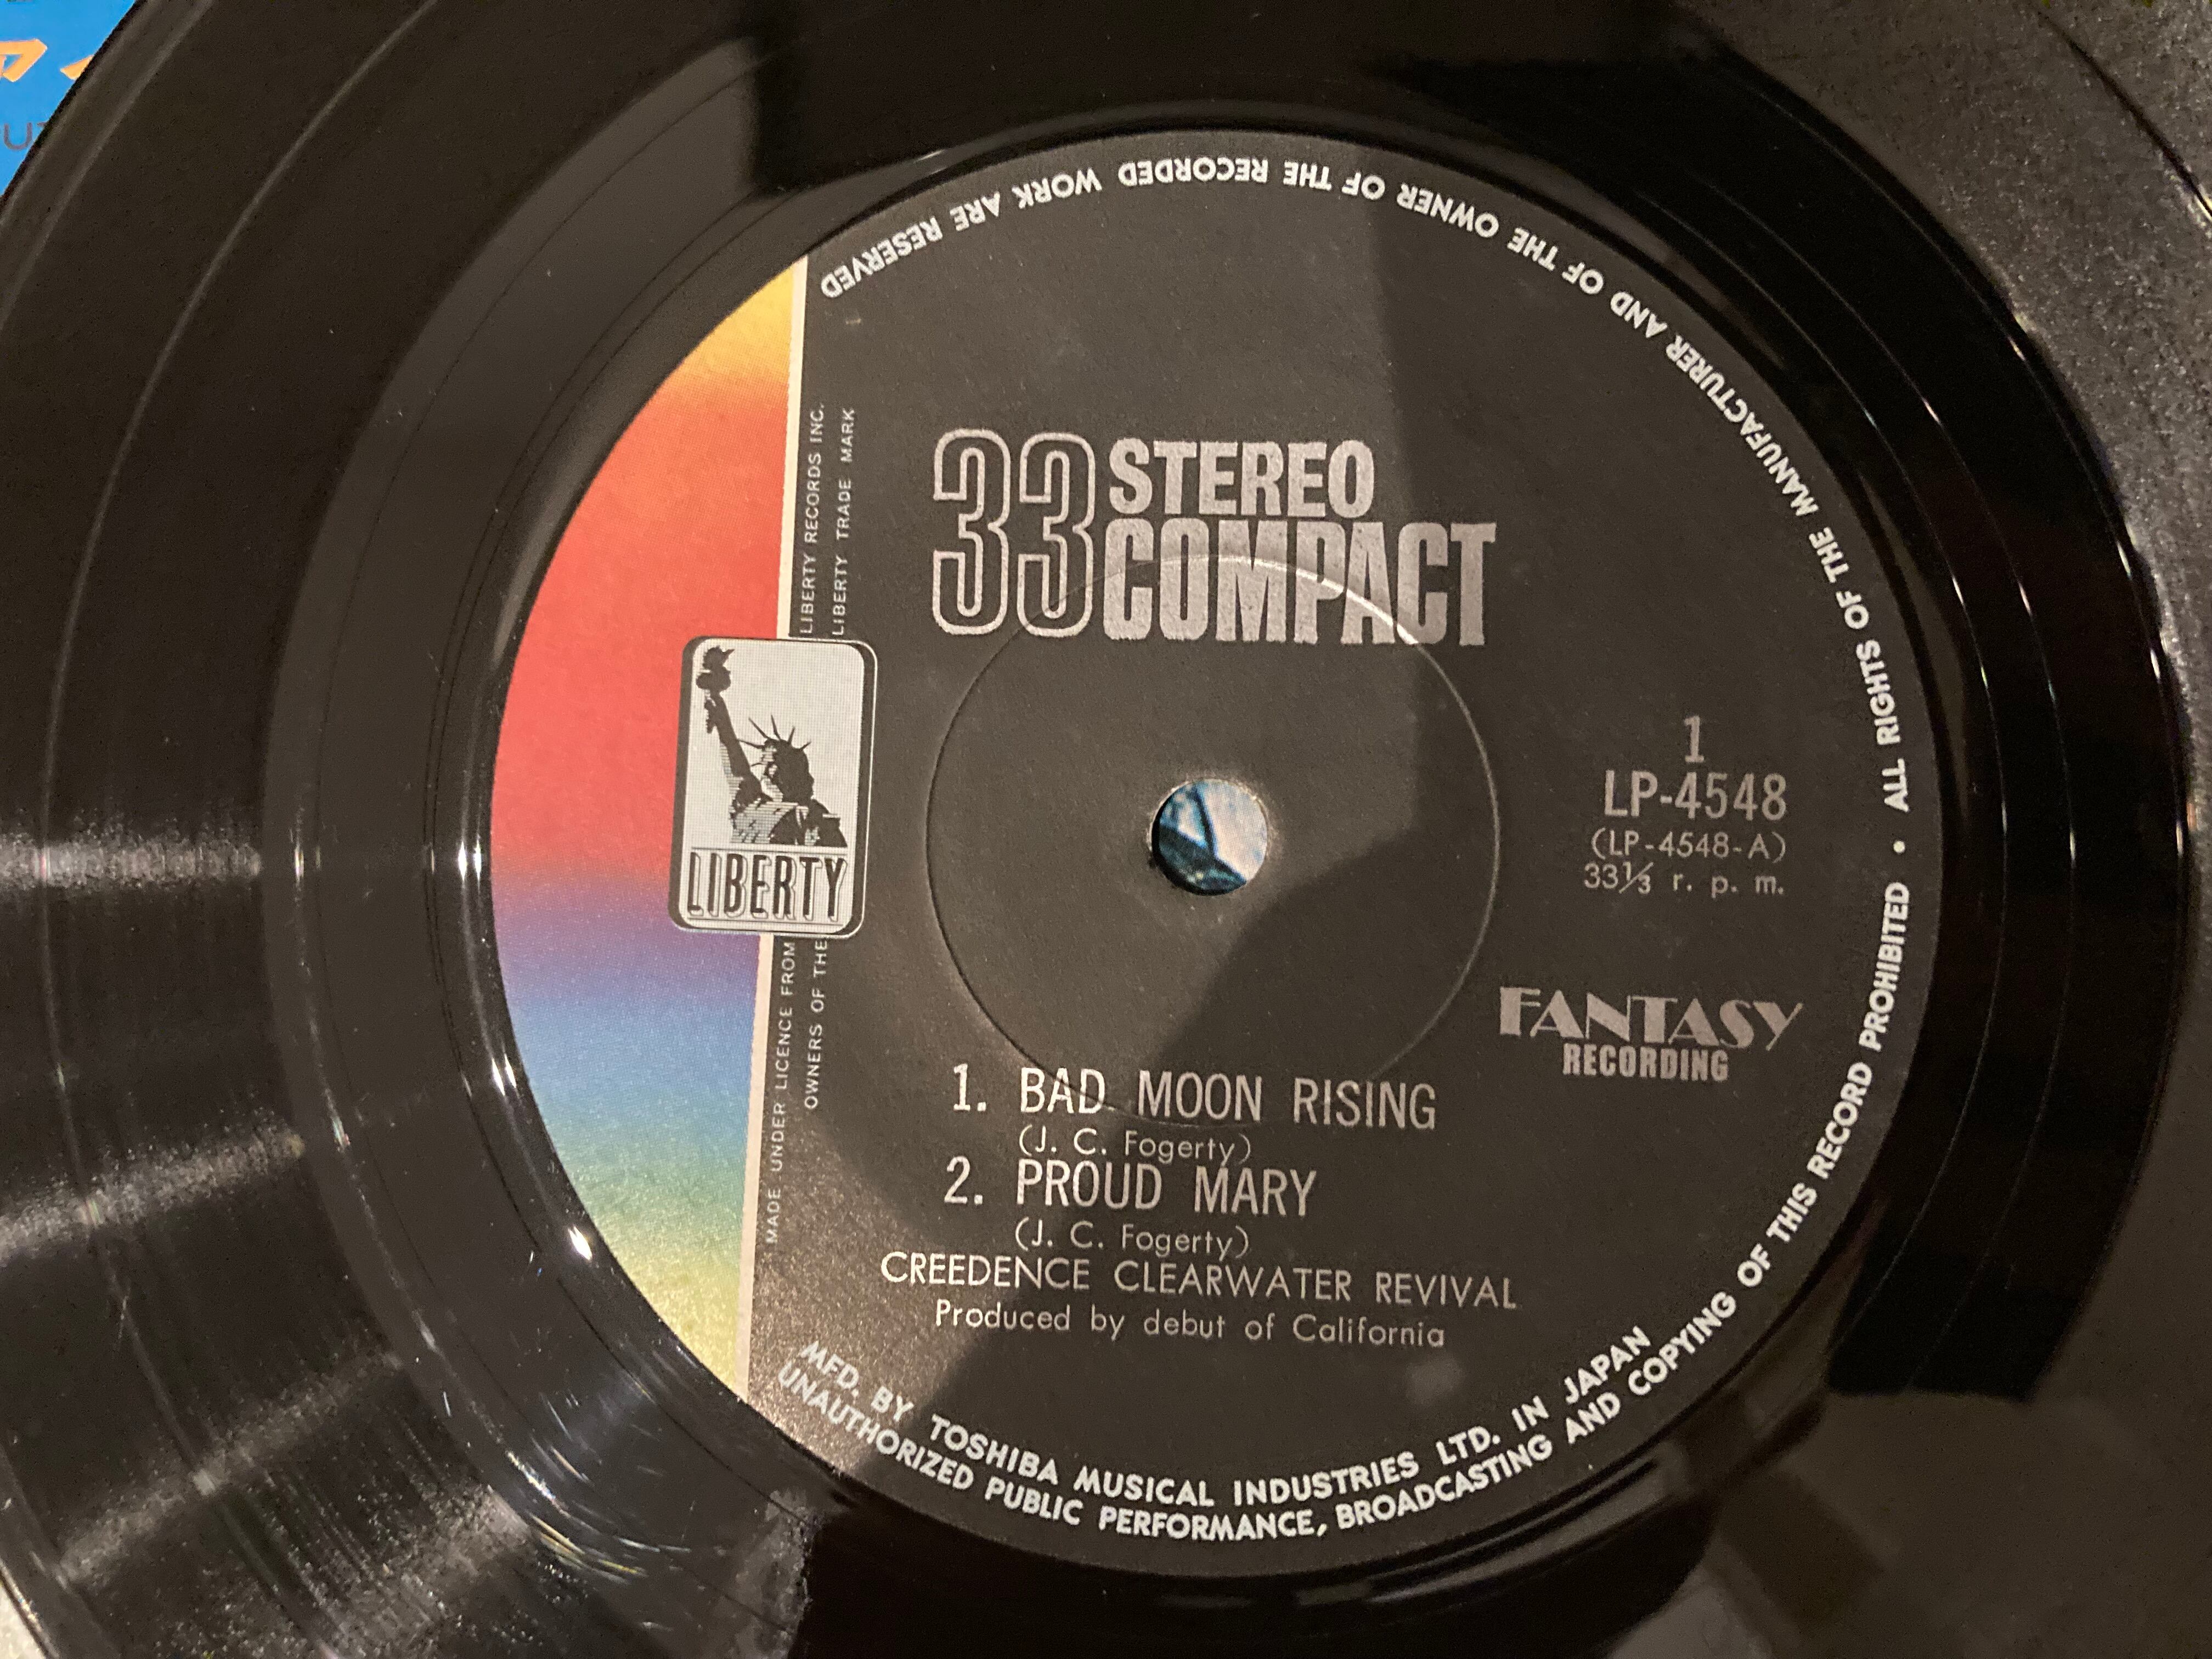 33 STEREO
COMPACT
LIBERTY RECORDS INC.
LIBERTY TRADE MARK
LIBERTY
MADE UNDER LICENCE FROM
OWNERS OF THE
1
LP-4548
(LP-4548-A)
33⅓ r. p. m.
FANTASY
RECORDING
1. BAD MOON RISING
(J. C. Fogerty)
2. PROUD MARY
(J. C. Fogerty)
CREEDENCE CLEARWATER REVIVAL
Produced by debut of California
MFD. BY TOSHIBA MUSICAL INDUSTRIES LTD. IN JAPAN
UNAUTHORIZED PUBLIC PERFORMANCE, BROADCASTING AND COPYING OF THIS RECORD PROHIBITED • ALL RIGHTS OF THE MANUFACTURER AND OF THE OWNER OF THE RECORDED WORK ARE RESERVED